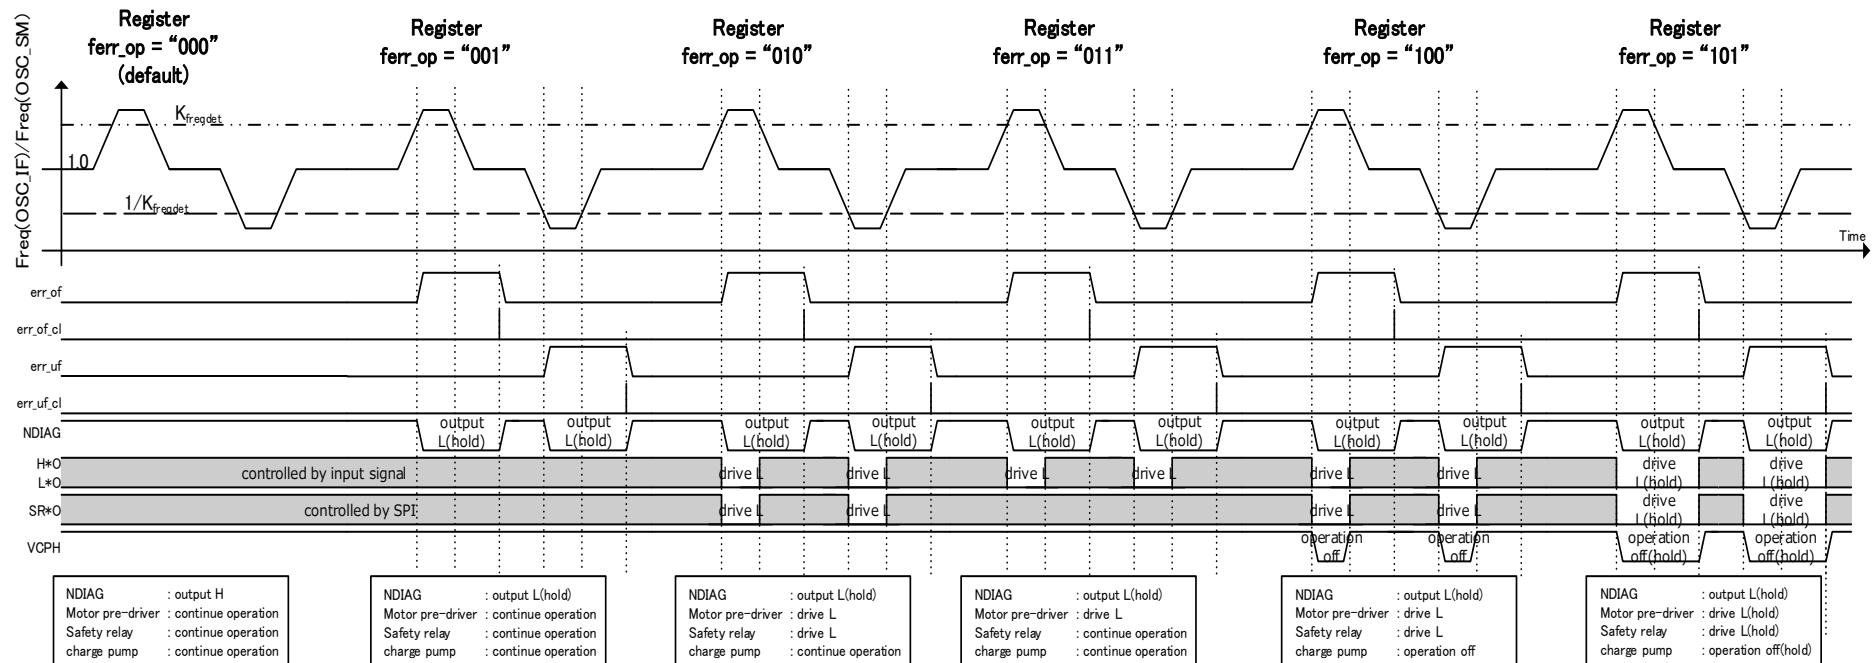 Register
ferr_op = “000”
(default)
Register
ferr_op = “001”
Register
ferr_op = “010”
Register
ferr_op = “011”
Register
ferr_op = “100”
Register
ferr_op = “101”
Freq(OSC_IF)/Freq(OSC_SM)
Kfreqdet
1.0
1/Kfreqdet
Time
err_of
err_of_cl
err_uf
err_uf_cl
NDIAG
output
L(hold)
output
L(hold)
output
L(hold)
output
L(hold)
output
L(hold)
output
L(hold)
output
L(hold)
output
L(hold)
output
L(hold)
output
L(hold)
H*O
L*O
controlled by input signal
drive L
drive L
drive L
drive L
drive L
drive L
drive
L(hold)
drive
L(hold)
SR*O
controlled by SPI
drive L
drive L
drive L
drive L
drive
L(hold)
drive
L(hold)
VCPH
operation
off
operation
off
operation
off(hold)
operation
off(hold)
NDIAG : output H
Motor pre-driver : continue operation
Safety relay : continue operation
charge pump : continue operation
NDIAG : output L(hold)
Motor pre-driver : continue operation
Safety relay : continue operation
charge pump : continue operation
NDIAG : output L(hold)
Motor pre-driver : drive L
Safety relay : drive L
charge pump : continue operation
NDIAG : output L(hold)
Motor pre-driver : drive L
Safety relay : continue operation
charge pump : continue operation
NDIAG : output L(hold)
Motor pre-driver : drive L
Safety relay : drive L
charge pump : operation off
NDIAG : output L(hold)
Motor pre-driver : drive L(hold)
Safety relay : drive L(hold)
charge pump : operation off(hold)